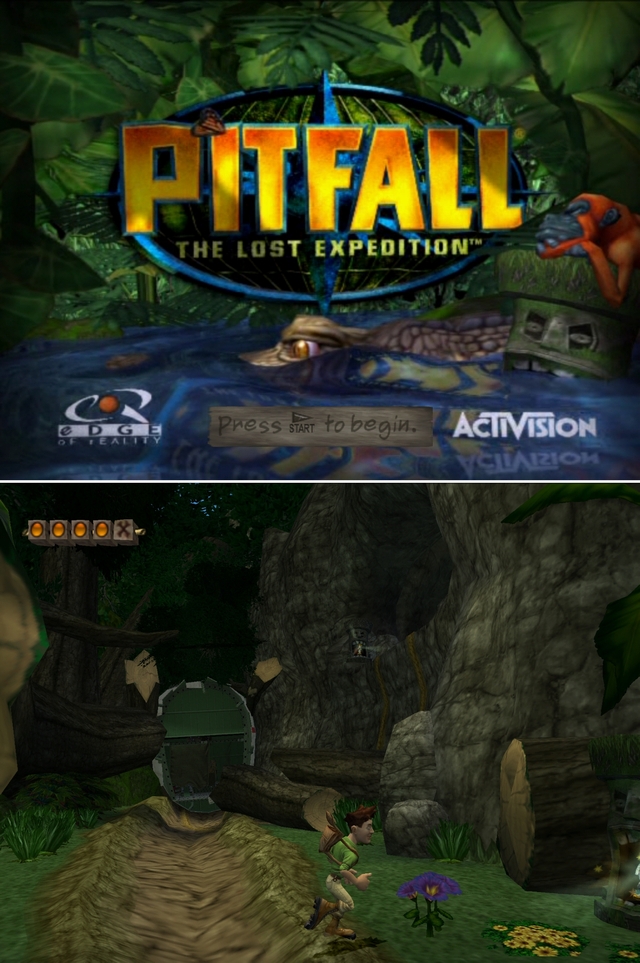 PITFALL
THE LOST EXPEDITION™
EDGE
OF REALITY
Press START to begin.
ACTIVISION